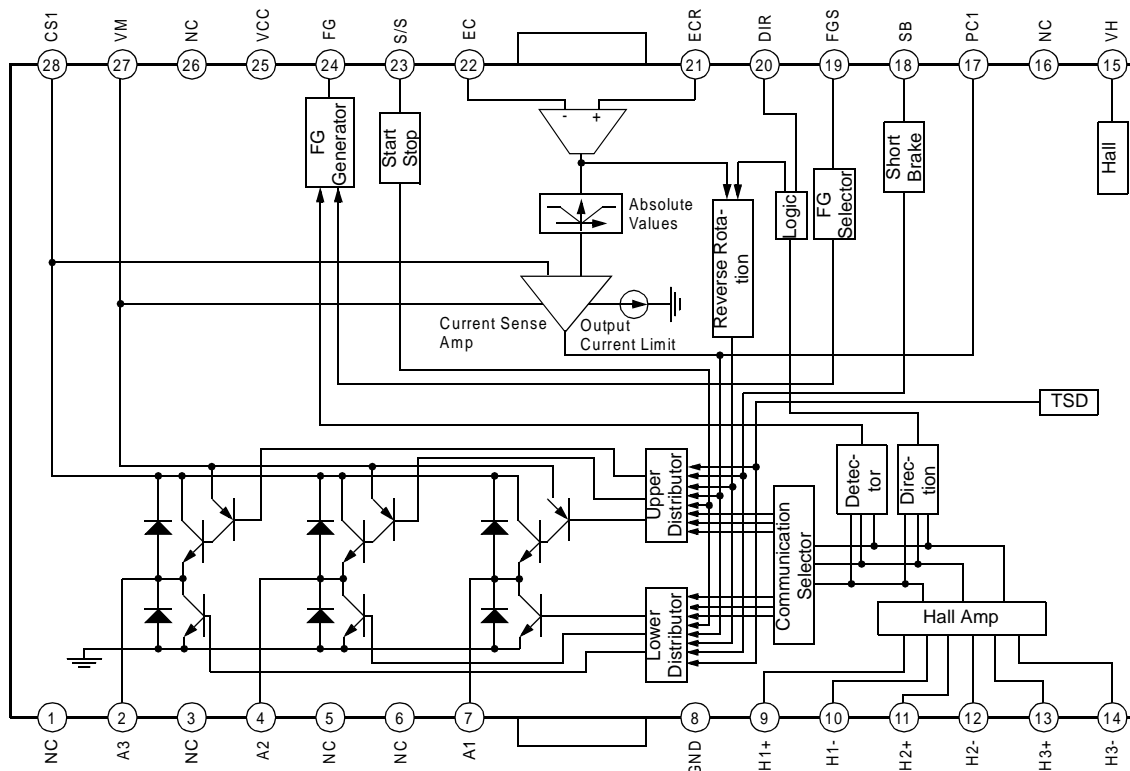 CS1
VM
NC
VCC
FG
S/S
EC
ECR
DIR
FGS
SB
PC1
NC
VH
28
27
26
25
24
23
22
21
20
19
18
17
16
15
FG
Generator
Start
Stop
-
+
Absolute
Values
Reverse Rota-
tion
Logic
FG
Selector
Short
Brake
Hall
Current Sense
Amp
Output
Current Limit
TSD
Upper
Distributor
Lower
Distributor
Communication
Selector
Detec-
tor
Direc-
tion
Hall Amp
1
2
3
4
5
6
7
8
9
10
11
12
13
14
NC
A3
NC
A2
NC
NC
A1
GND
H1+
H1-
H2+
H2-
H3+
H3-